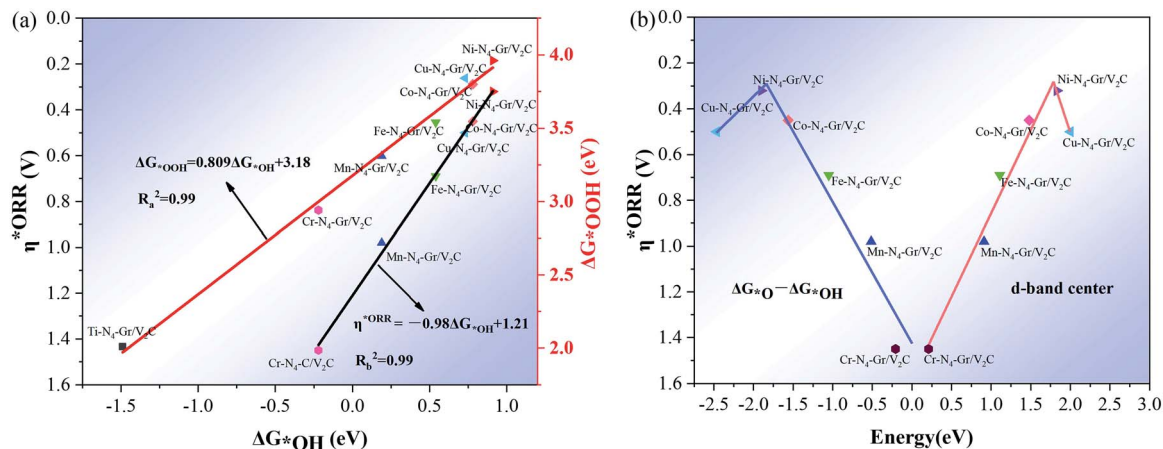 (a)
0.0
0.2
0.4
0.6
0.8
1.0
1.2
1.4
1.6
η*ORR (V)
-1.5
-1.0
-0.5
0.0
0.5
1.0
ΔG*OH (eV)
4.0
3.5
3.0
2.75
2.5
2.25
2.0
ΔG*OOH (eV)
Ni-N₄-Gr/V₂C
Cu-N₄-Gr/V₂C
Co-N₄-Gr/V₂C
Ni-N₄-Gr/V₂C
Fe-N₄-Gr/V₂C
Co-N₄-Gr/V₂C
Cu-N₄-Gr/V₂C
ΔG*OOH=0.809ΔG*OH+3.18
Mn-N₄-Gr/V₂C
Rₐ²=0.99
Fe-N₄-Gr/V₂C
Cr-N₄-Gr/V₂C
Mn-N₄-Gr/V₂C
Ti-N₄-Gr/V₂C
η*ORR= −0.98ΔG*OH+1.21
Cr-N₄-C/V₂C
R_b²=0.99
(b)
0.0
0.2
0.4
0.6
0.8
1.0
1.2
1.4
1.6
η*ORR (V)
-2.5
-2.0
-1.5
-1.0
-0.5
0.0
0.5
1.0
1.5
2.0
2.5
3.0
Energy(eV)
Ni-N₄-Gr/V₂C
Ni-N₄-Gr/V₂C
Cu-N₄-Gr/V₂C
Co-N₄-Gr/V₂C
Co-N₄-Gr/V₂C
Cu-N₄-Gr/V₂C
Fe-N₄-Gr/V₂C
Fe-N₄-Gr/V₂C
Mn-N₄-Gr/V₂C
Mn-N₄-Gr/V₂C
ΔG*O−ΔG*OH
d-band center
Cr-N₄-Gr/V₂C
Cr-N₄-Gr/V₂C